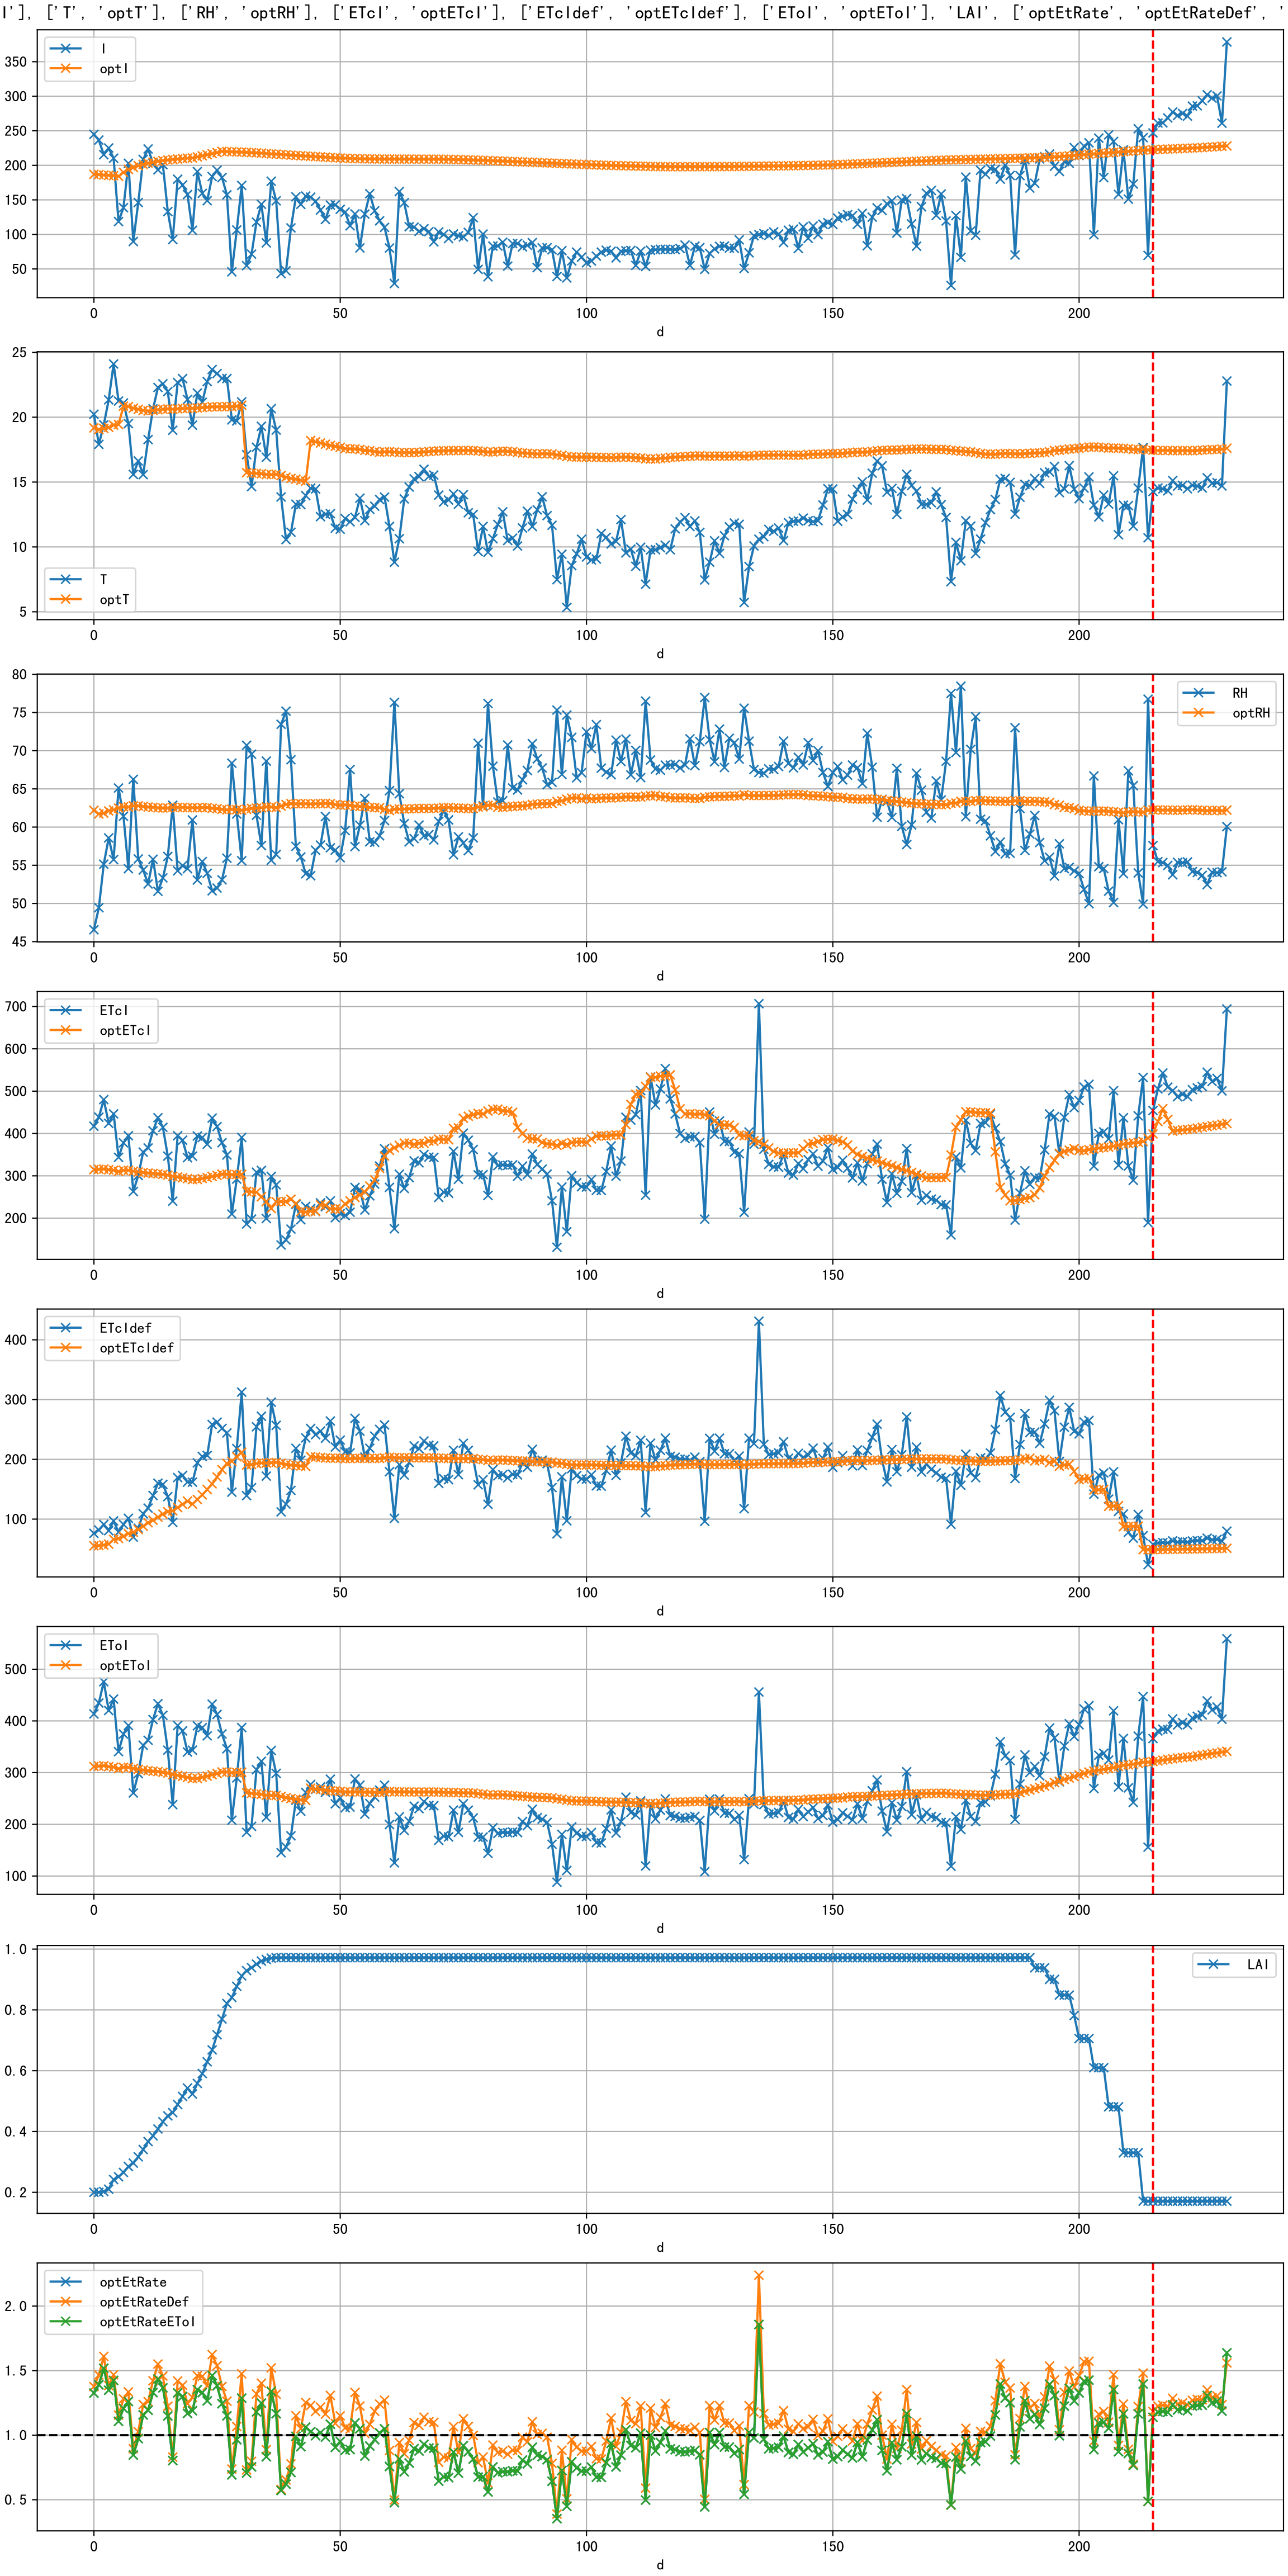 I'], ['T', 'optT'], ['RH', 'optRH'], ['ETcI', 'optETcI'], ['ETcIdef', 'optETcIdef'], ['EToI', 'optEToI'], 'LAI', ['optEtRate', 'optEtRateDef', '
I
optI
350
300
250
200
150
100
50
0 50 100 150 200
d
25
20
15
10
5
T
optT
0 50 100 150 200
d
80
75
70
65
60
55
50
45
RH
optRH
0 50 100 150 200
d
ETcI
optETcI
700
600
500
400
300
200
0 50 100 150 200
d
ETcIdef
optETcIdef
400
300
200
100
0 50 100 150 200
d
EToI
optEToI
500
400
300
200
100
0 50 100 150 200
d
1.0
0.8
0.6
0.4
0.2
LAI
0 50 100 150 200
d
optEtRate
optEtRateDef
optEtRateEToI
2.0
1.5
1.0
0.5
0 50 100 150 200
d